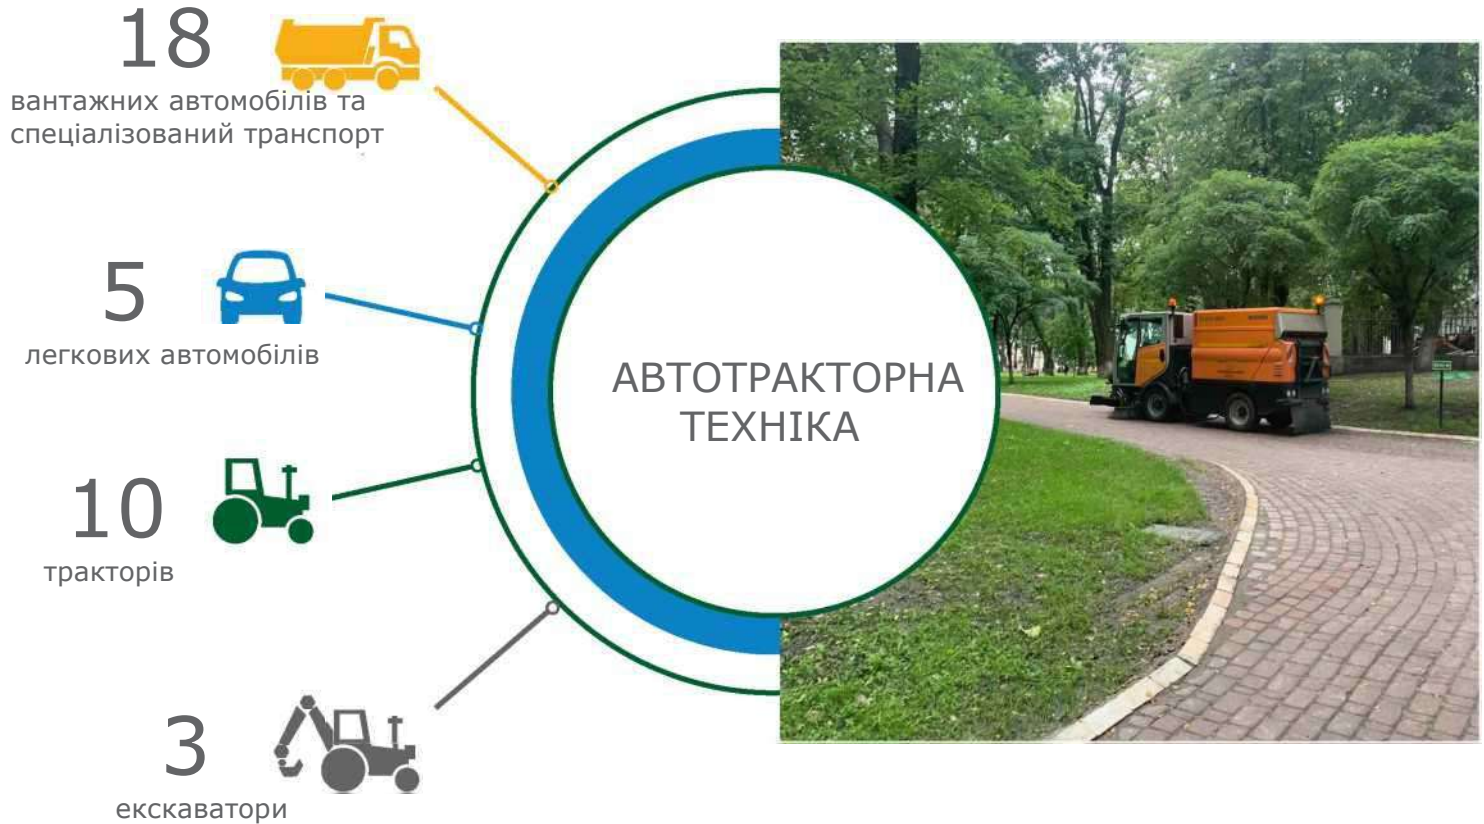 18
вантажних автомобілів та
спеціалізований транспорт
5
легкових автомобілів
10
тракторів
3
екскаватори
АВТОТРАКТОРНА
ТЕХНІКА